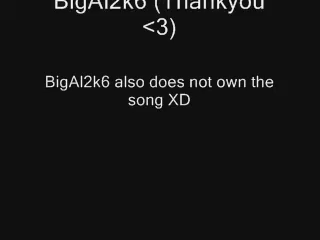 BigAl2k6 (Thankyou
<3)
BigAl2k6 also does not own the
song XD